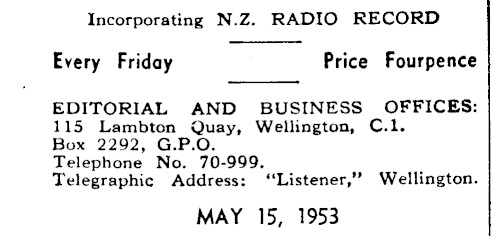 Incorporating N.Z. RADIO RECORD
Every Friday Price Fourpence
EDITORIAL AND BUSINESS OFFICES:
115 Lambton Quay, Wellington, C.1.
Box 2292, G.P.O.
Telephone No. 70-999.
Telegraphic Address: "Listener," Wellington.
MAY 15, 1953